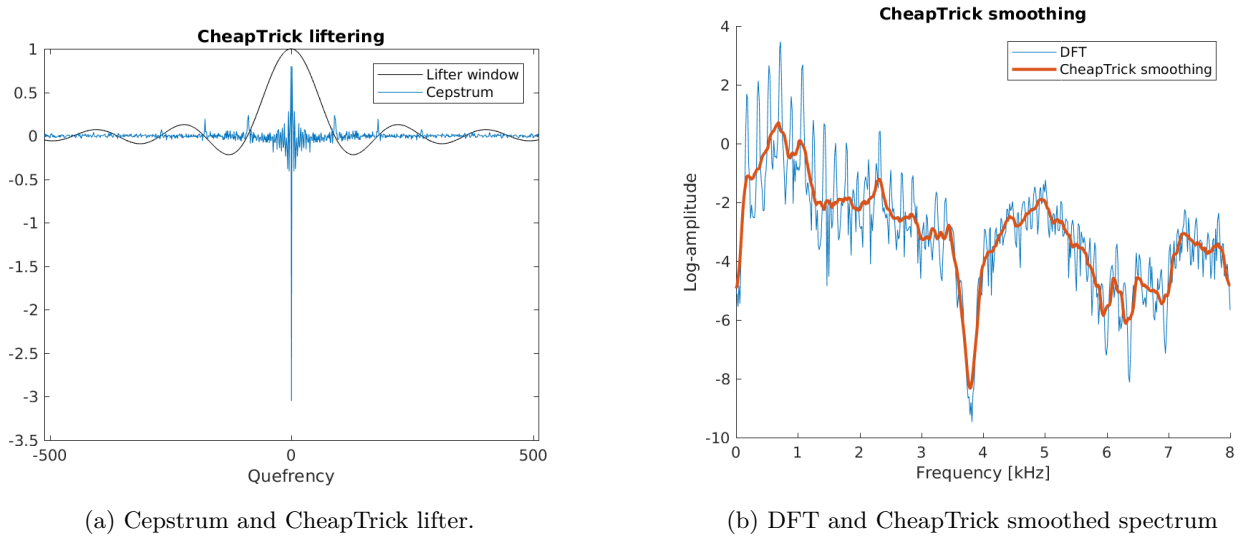 CheapTrick liftering
1
0.5
0
-0.5
-1
-1.5
-2
-2.5
-3
-3.5
Lifter window
Cepstrum
-500
0
500
Quefrency
(a) Cepstrum and CheapTrick lifter.
CheapTrick smoothing
4
2
0
-2
-4
-6
-8
-10
Log-amplitude
DFT
CheapTrick smoothing
0
1
2
3
4
5
6
7
8
Frequency [kHz]
(b) DFT and CheapTrick smoothed spectrum